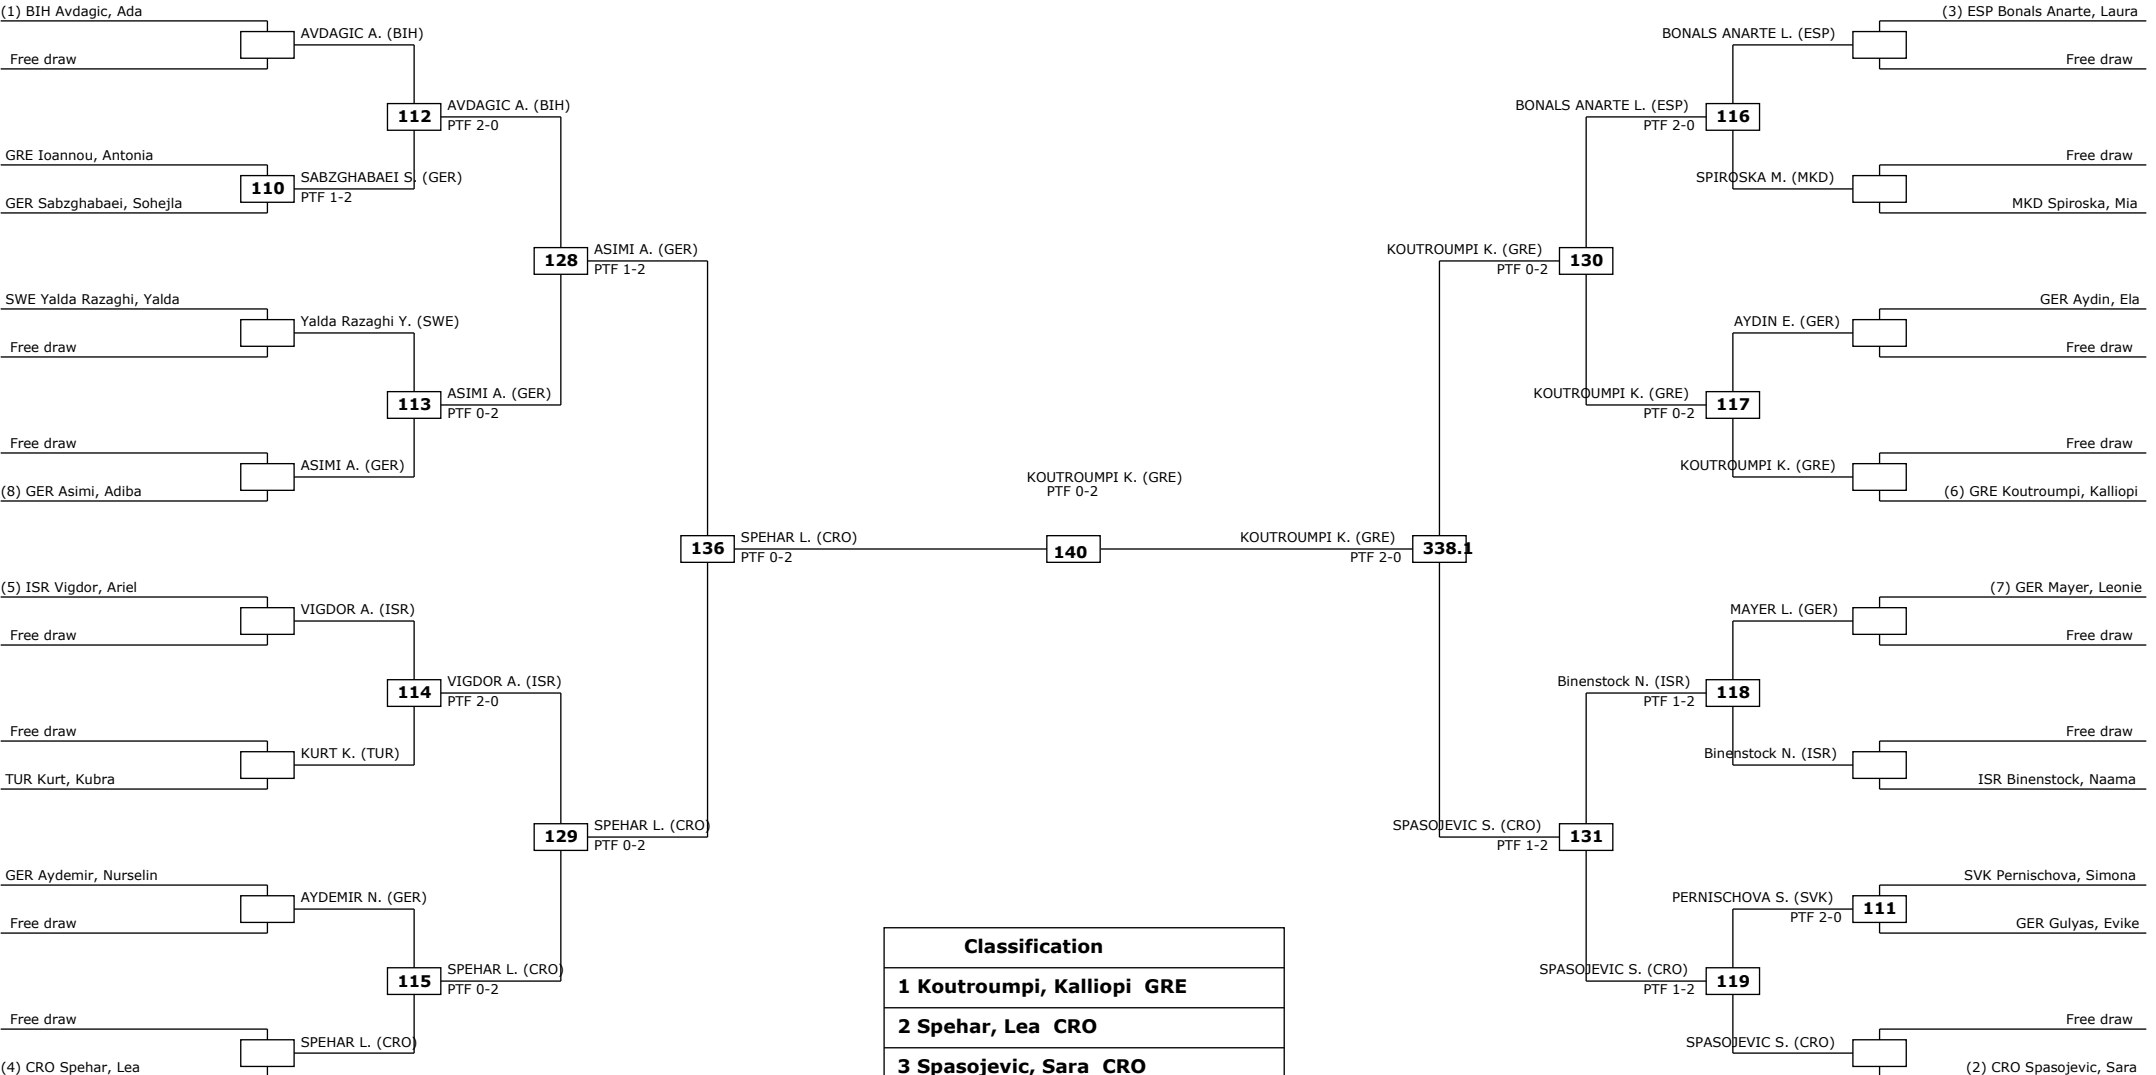 (1) BIH Avdagic, Ada
AVDAGIC A. (BIH)
Free draw
112
AVDAGIC A. (BIH)
PTF 2-0
GRE Ioannou, Antonia
110
SABZGHABAEI S. (GER)
PTF 1-2
GER Sabzghabaei, Sohejla
128
ASIMI A. (GER)
PTF 1-2
SWE Yalda Razaghi, Yalda
Yalda Razaghi Y. (SWE)
Free draw
113
ASIMI A. (GER)
PTF 0-2
Free draw
ASIMI A. (GER)
(8) GER Asimi, Adiba
136
SPEHAR L. (CRO)
PTF 0-2
(5) ISR Vigdor, Ariel
VIGDOR A. (ISR)
Free draw
114
VIGDOR A. (ISR)
PTF 2-0
Free draw
KURT K. (TUR)
TUR Kurt, Kubra
129
SPEHAR L. (CRO)
PTF 0-2
GER Aydemir, Nurselin
AYDEMIR N. (GER)
Free draw
115
SPEHAR L. (CRO)
PTF 0-2
Free draw
SPEHAR L. (CRO)
(4) CRO Spehar, Lea
KOUTROUMPI K. (GRE)
PTF 0-2
140
(3) ESP Bonals Anarte, Laura
BONALS ANARTE L. (ESP)
Free draw
BONALS ANARTE L. (ESP)
PTF 2-0
116
Free draw
SPIROSKA M. (MKD)
MKD Spiroska, Mia
KOUTROUMPI K. (GRE)
PTF 0-2
130
GER Aydin, Ela
AYDIN E. (GER)
Free draw
KOUTROUMPI K. (GRE)
PTF 0-2
117
Free draw
KOUTROUMPI K. (GRE)
(6) GRE Koutroumpi, Kalliopi
KOUTROUMPI K. (GRE)
PTF 2-0
338.1
(7) GER Mayer, Leonie
MAYER L. (GER)
Free draw
Binenstock N. (ISR)
PTF 1-2
118
Free draw
Binenstock N. (ISR)
ISR Binenstock, Naama
SPASOJEVIC S. (CRO)
PTF 1-2
131
SVK Pernischova, Simona
PERNISCHOVA S. (SVK)
PTF 2-0
111
GER Gulyas, Evike
SPASOJEVIC S. (CRO)
PTF 1-2
119
Free draw
SPASOJEVIC S. (CRO)
(2) CRO Spasojevic, Sara
Classification
1 Koutroumpi, Kalliopi GRE
2 Spehar, Lea CRO
3 Spasojevic, Sara CRO